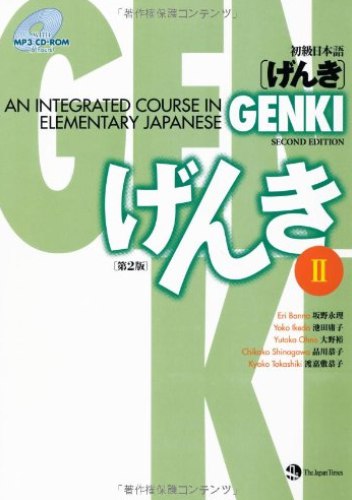 「著作権保護コンテンツ」
WITH
MP3 CD-ROM
初級日本語
[げんき]
AN INTEGRATED COURSE IN
ELEMENTARY JAPANESE
GENKI
SECOND EDITION
GEN
げんき
[第2版]
II
KI
Eri Banno 坂野永理
Yoko Ikeda 池田庸子
Yutaka Ohno 大野裕
Chikako Shinagawa 品川恭子
Kyoko Tokashiki 渡嘉敷恭子
The Japan Times
「著作権保護コンテンツ」